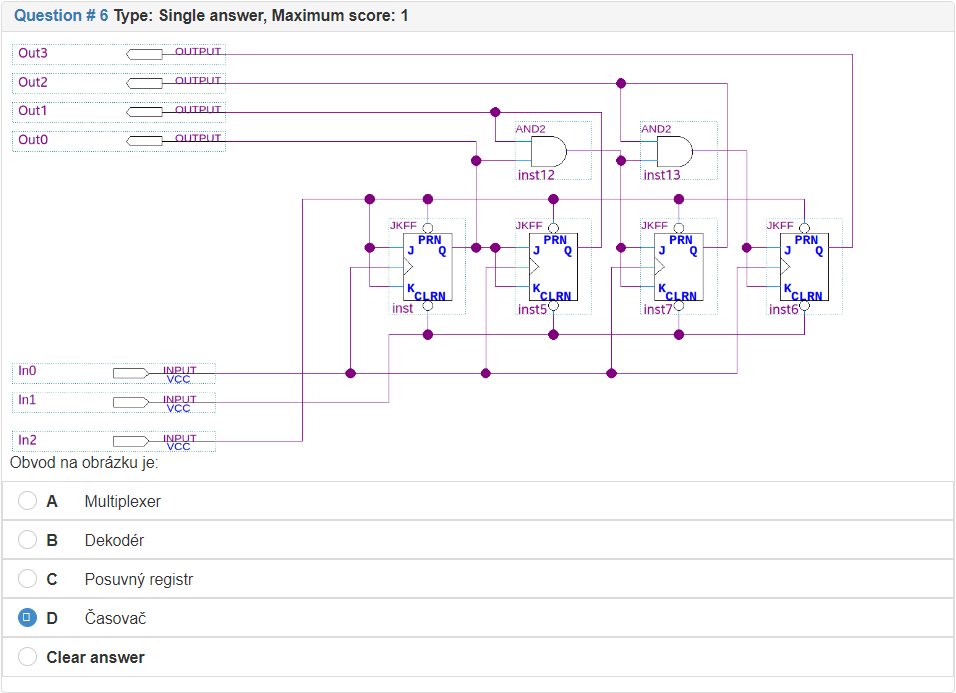 Question # 6 Type: Single answer, Maximum score: 1
Out3 OUTPUT
Out2 OUTPUT
Out1 OUTPUT
Out0 OUTPUT
AND2 AND2
inst12 inst13
JKFF JKFF JKFF JKFF
PRN PRN PRN PRN
J Q J Q J Q J Q
K K K K
CLRN CLRN CLRN CLRN
inst inst5 inst7 inst6
In0 INPUT
VCC
In1 INPUT
VCC
In2 INPUT
VCC
Obvod na obrázku je:
A Multiplexer
B Dekodér
C Posuvný registr
D Časovač
Clear answer